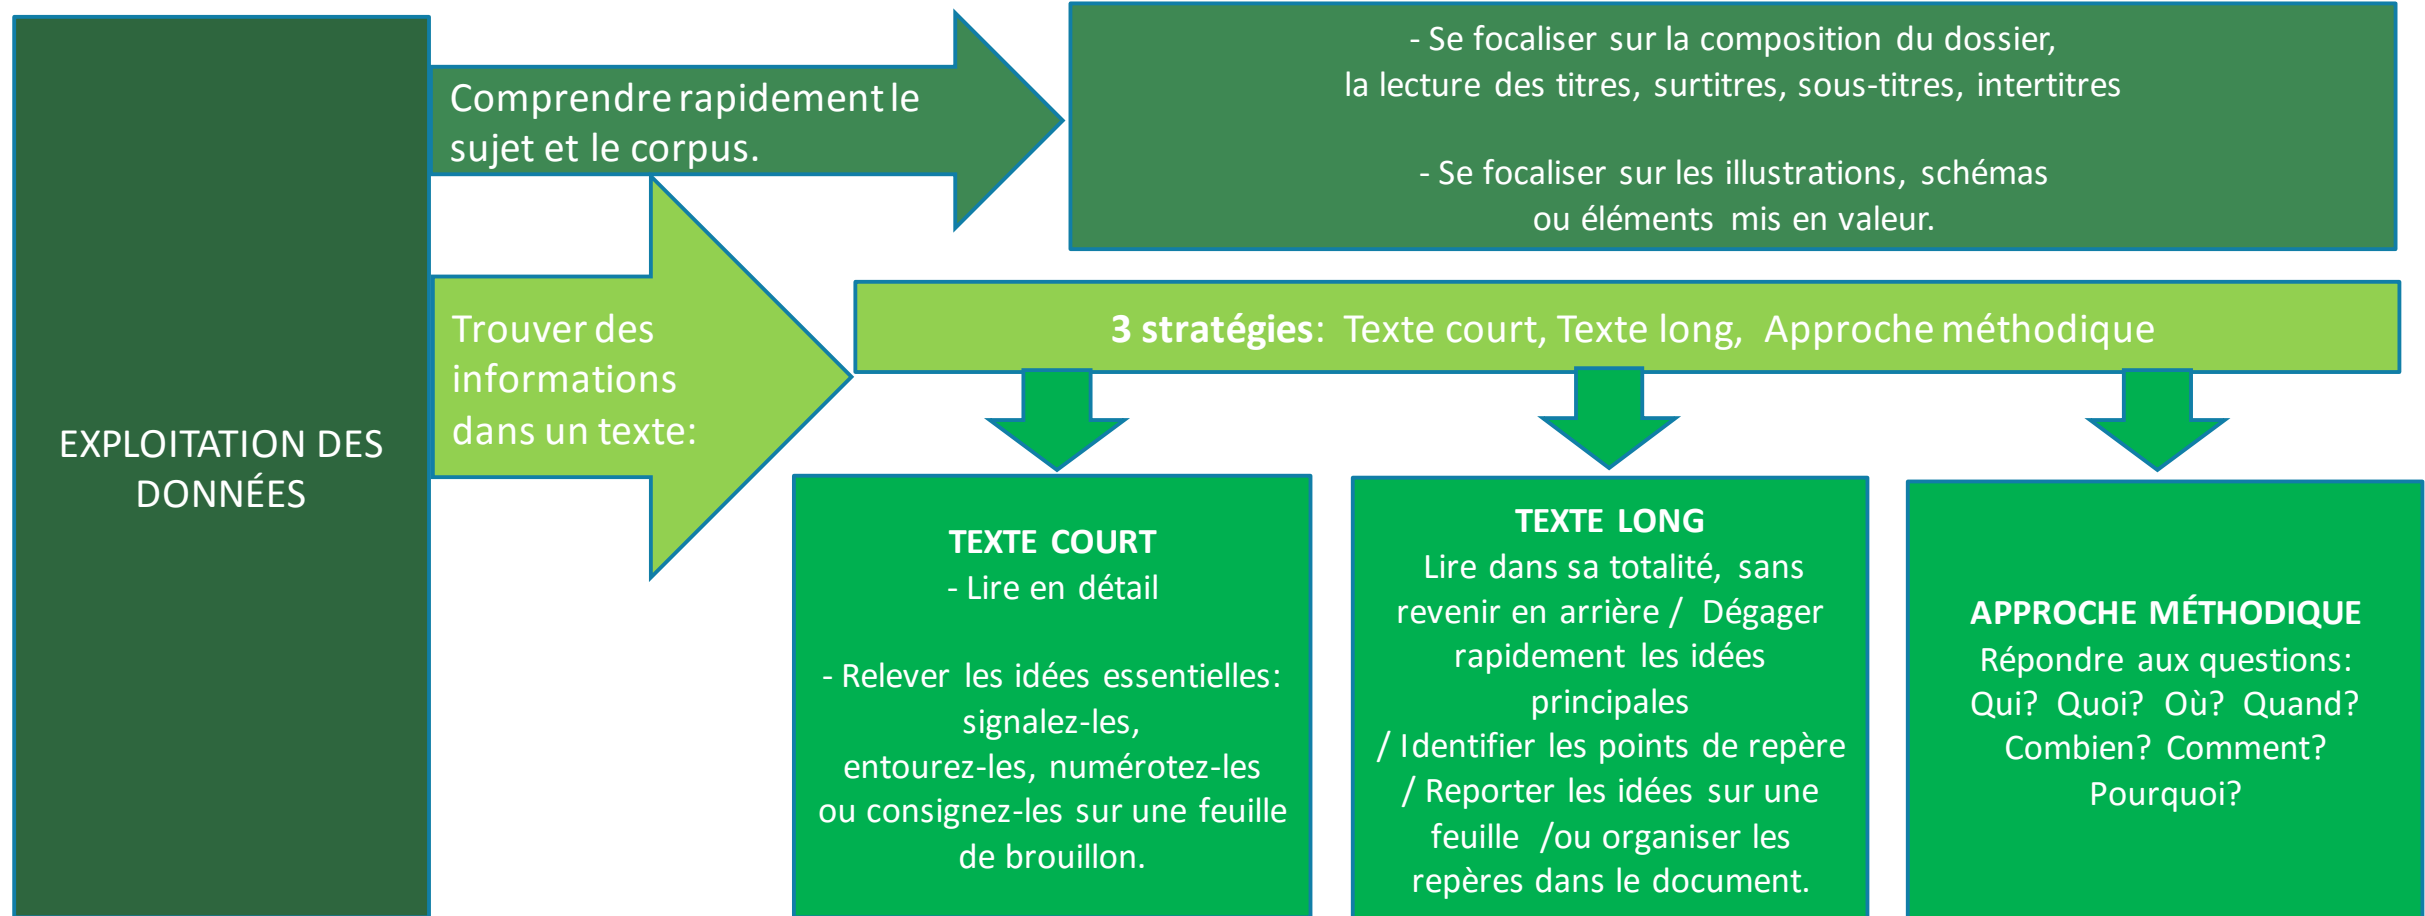 EXPLOITATION DES
DONNÉES
Comprendre rapidement le
sujet et le corpus.
- Se focaliser sur la composition du dossier,
la lecture des titres, surtitres, sous-titres, intertitres
- Se focaliser sur les illustrations, schémas
ou éléments mis en valeur.
Trouver des
informations
dans un texte:
3 stratégies: Texte court, Texte long, Approche méthodique
TEXTE COURT
- Lire en détail
- Relever les idées essentielles:
signalez-les,
entourez-les, numérotez-les
ou consignez-les sur une feuille
de brouillon.
TEXTE LONG
Lire dans sa totalité, sans
revenir en arrière / Dégager
rapidement les idées
principales
/ Identifier les points de repère
/ Reporter les idées sur une
feuille /ou organiser les
repères dans le document.
APPROCHE MÉTHODIQUE
Répondre aux questions:
Qui? Quoi? Où? Quand?
Combien? Comment?
Pourquoi?